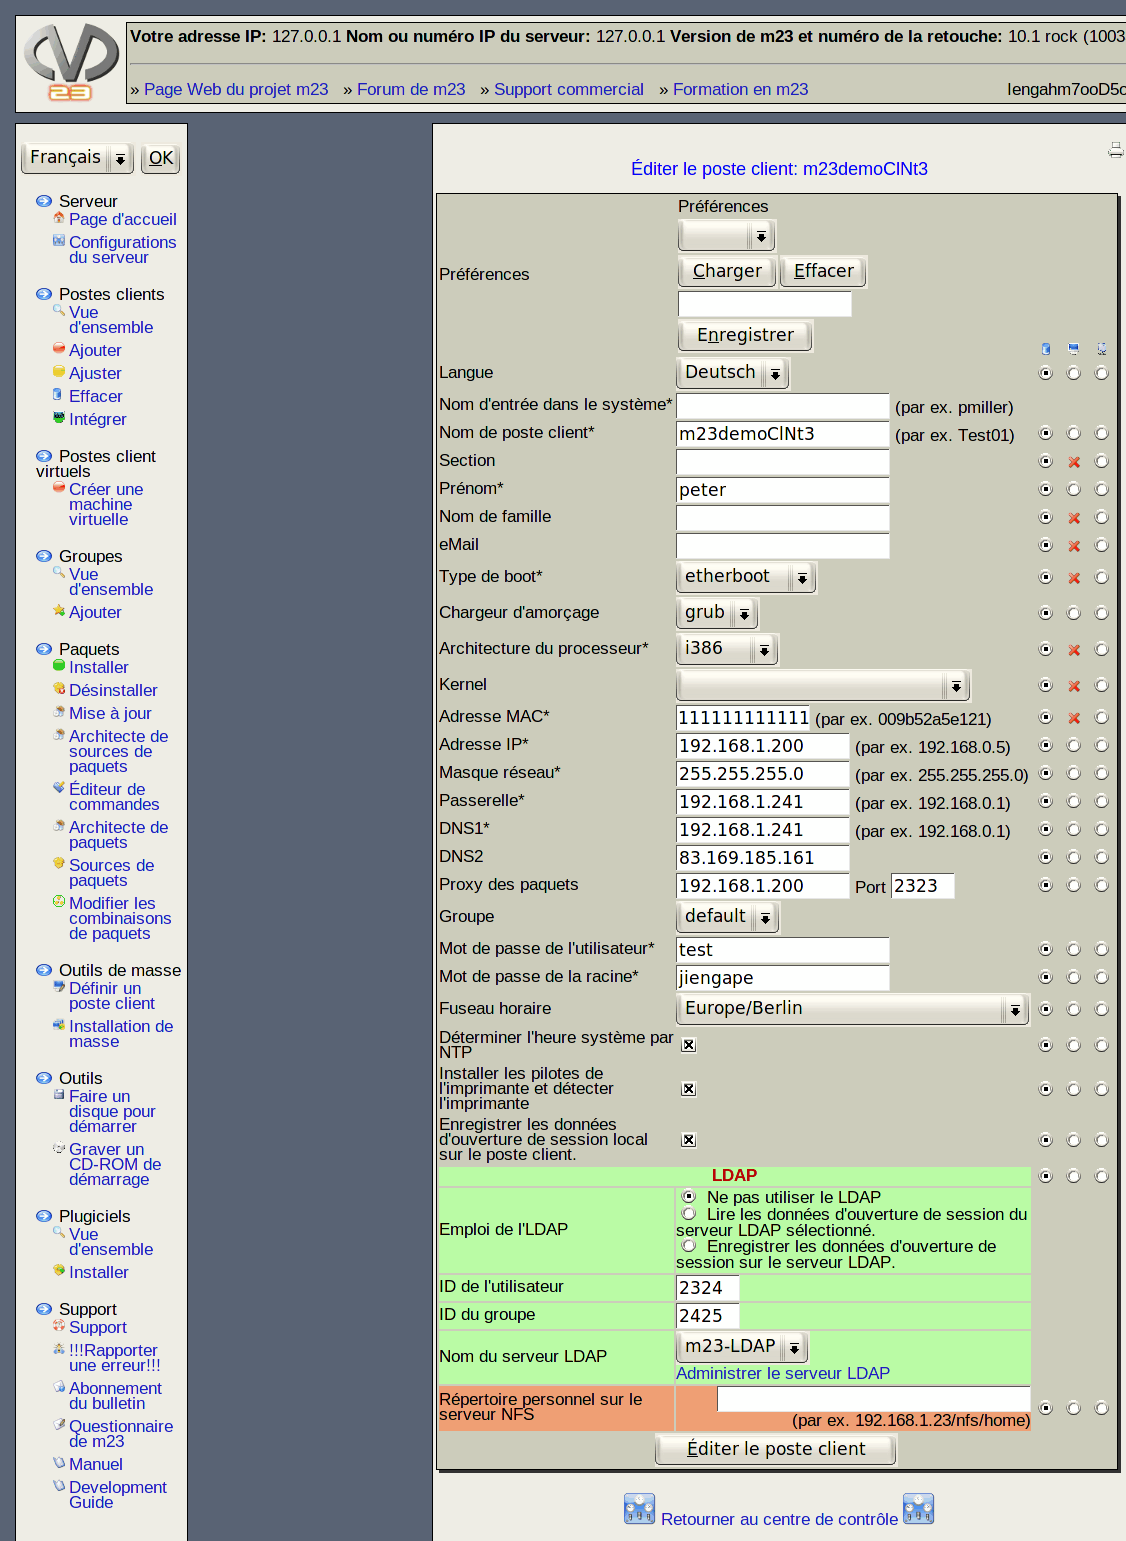 Votre adresse IP: 127.0.0.1 Nom ou numéro IP du serveur: 127.0.0.1 Version de m23 et numéro de la retouche: 10.1 rock (1003
» Page Web du projet m23 » Forum de m23 » Support commercial » Formation en m23 Iengahm7ooD5c
23
Français OK
Serveur
Page d'accueil
Configurations
du serveur
Postes clients
Vue
d'ensemble
Ajouter
Ajuster
Effacer
Intégrer
Postes client
virtuels
Créer une
machine
virtuelle
Groupes
Vue
d'ensemble
Ajouter
Paquets
Installer
Désinstaller
Mise à jour
Architecte de
sources de
paquets
Éditeur de
commandes
Architecte de
paquets
Sources de
paquets
Modifier les
combinaisons
de paquets
Outils de masse
Définir un
poste client
Installation de
masse
Outils
Faire un
disque pour
démarrer
Graver un
CD-ROM de
démarrage
Plugiciels
Vue
d'ensemble
Installer
Support
Support
!!!Rapporter
une erreur!!!
Abonnement
du bulletin
Questionnaire
de m23
Manuel
Development
Guide
Éditer le poste client: m23demoClNt3
Préférences
Préférences
Charger Effacer
Enregistrer
Langue Deutsch
Nom d'entrée dans le système* (par ex. pmiller)
Nom de poste client* m23demoClNt3 (par ex. Test01)
Section
Prénom* peter
Nom de famille
eMail
Type de boot* etherboot
Chargeur d'amorçage grub
Architecture du processeur* i386
Kernel
Adresse MAC* 111111111111 (par ex. 009b52a5e121)
Adresse IP* 192.168.1.200 (par ex. 192.168.0.5)
Masque réseau* 255.255.255.0 (par ex. 255.255.255.0)
Passerelle* 192.168.1.241 (par ex. 192.168.0.1)
DNS1* 192.168.1.241 (par ex. 192.168.0.1)
DNS2 83.169.185.161
Proxy des paquets 192.168.1.200 Port 2323
Groupe default
Mot de passe de l'utilisateur* test
Mot de passe de la racine* jiengape
Fuseau horaire Europe/Berlin
Déterminer l'heure système par
NTP
Installer les pilotes de
l'imprimante et détecter
l'imprimante
Enregistrer les données
d'ouverture de session local
sur le poste client.
LDAP
Emploi de l'LDAP
Ne pas utiliser le LDAP
Lire les données d'ouverture de session du
serveur LDAP sélectionné.
Enregistrer les données d'ouverture de
session sur le serveur LDAP.
ID de l'utilisateur 2324
ID du groupe 2425
Nom du serveur LDAP m23-LDAP
Administrer le serveur LDAP
Répertoire personnel sur le
serveur NFS
(par ex. 192.168.1.23/nfs/home)
Éditer le poste client
Retourner au centre de contrôle